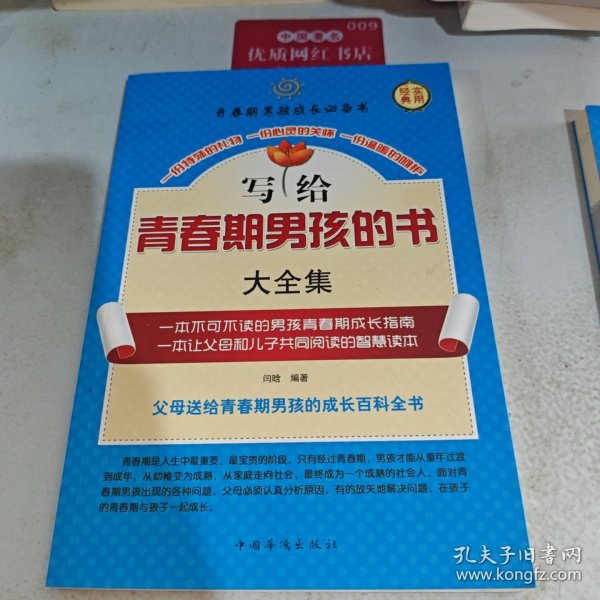 009
中国著名
优质网红书店
青春期男孩成长必备书
经典
实用
一份特殊的礼物 一份心灵的关怀 一份温暖的呵护
写给
青春期男孩的书
大全集
一本不可不读的男孩青春期成长指南
一本让父母和儿子共同阅读的智慧读本
闫晗 编著
父母送给青春期男孩的成长百科全书
青春期是人生中最重要、最宝贵的阶段，只有经过青春期，男孩才能从童年过渡
到成年，从幼稚变为成熟，从家庭走向社会，最终成为一个成熟的社会人。面对青
春期男孩出现的各种问题，父母必须认真分析原因，有的放矢地解决问题，在孩子
的青春期与孩子一起成长。
中国华侨出版社
孔夫子旧书网
www.kongfz.com